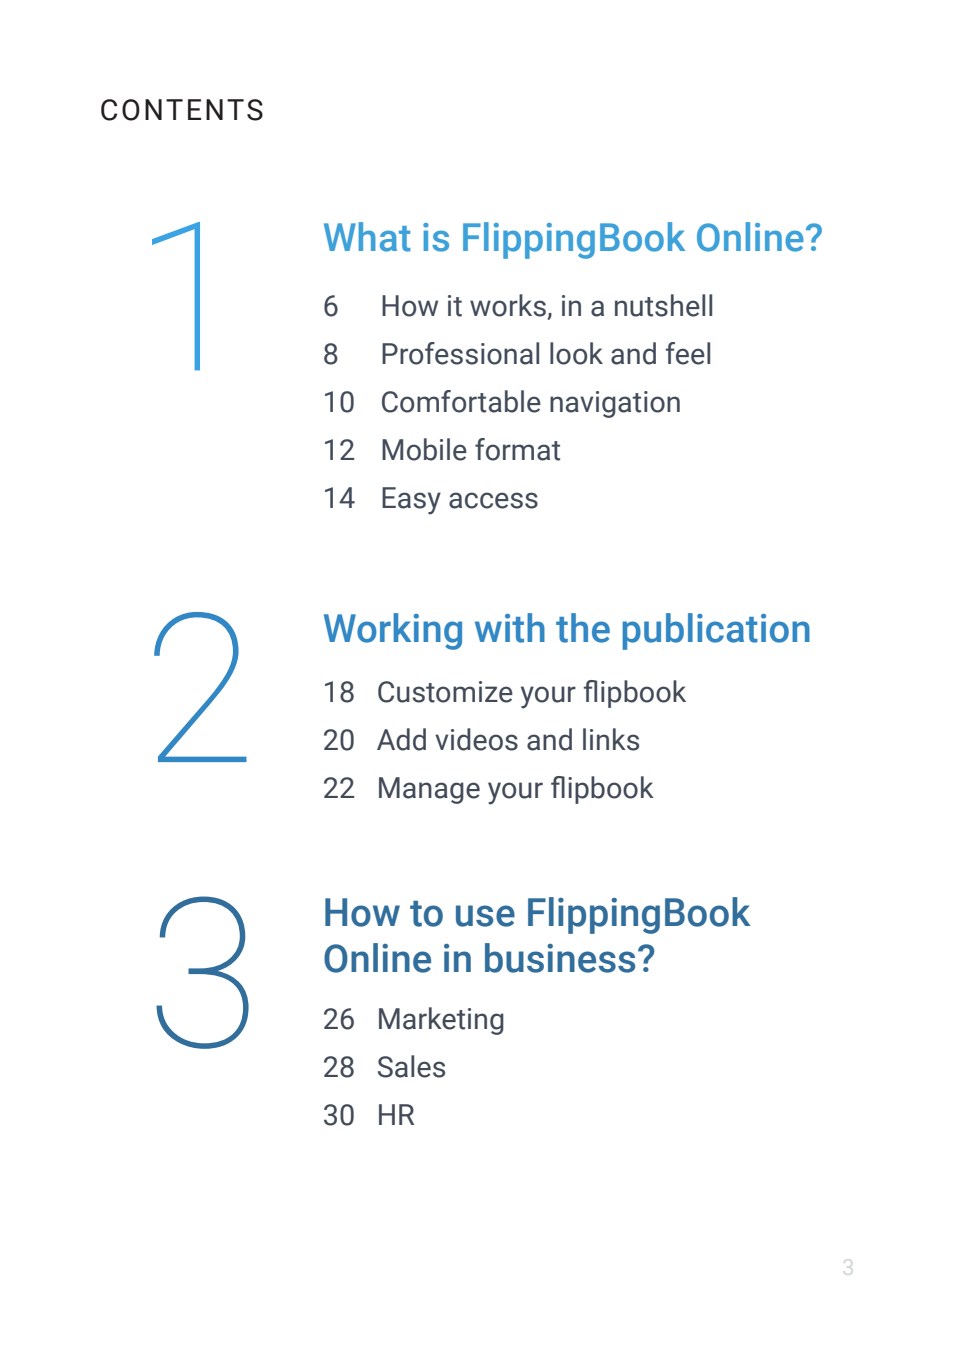 CONTENTS
1
What is FlippingBook Online?
6 How it works, in a nutshell
8 Professional look and feel
10 Comfortable navigation
12 Mobile format
14 Easy access
2
Working with the publication
18 Customize your flipbook
20 Add videos and links
22 Manage your flipbook
3
How to use FlippingBook
Online in business?
26 Marketing
28 Sales
30 HR
3